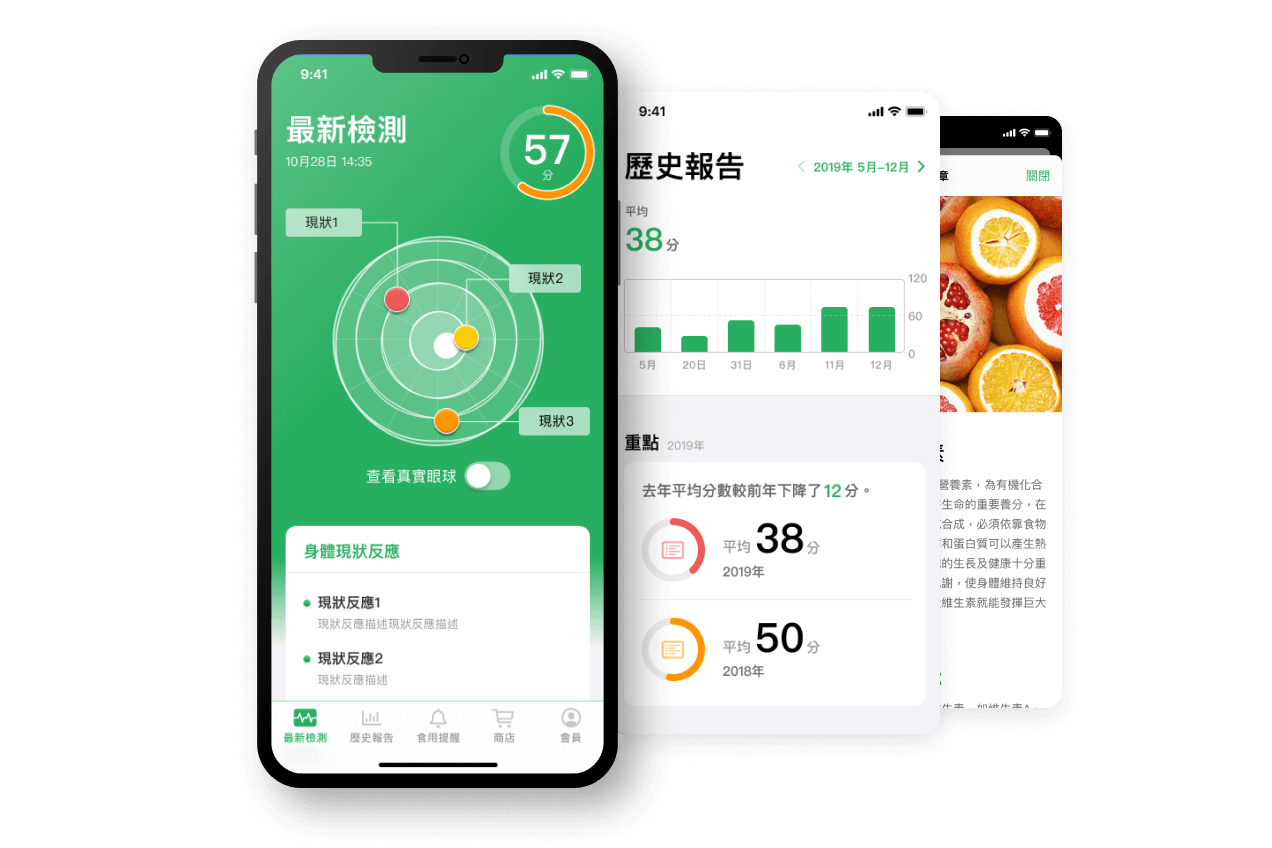 9:41
最新檢測
10月28日 14:35
57
分
現狀1
現狀2
現狀3
查看真實眼球
身體現狀反應
現狀反應1
現狀反應描述現狀反應描述
現狀反應2
現狀反應描述
最新檢測
歷史報告
食用提醒
商店
會員
9:41
歷史報告
2019年 5月–12月
平均
38 分
120
60
0
5月
20日
31日
6月
11月
12月
重點 2019年
去年平均分數較前年下降了12分。
平均 38 分
2019年
平均 50 分
2018年
章
關閉
素
營養素，為有機化合
生命的重要養分，在
合成，必須依靠食物
和蛋白質可以產生熱
的生長及健康十分重
謝，使身體維持良好
維生素就能發揮巨大
生素，如維生素A、